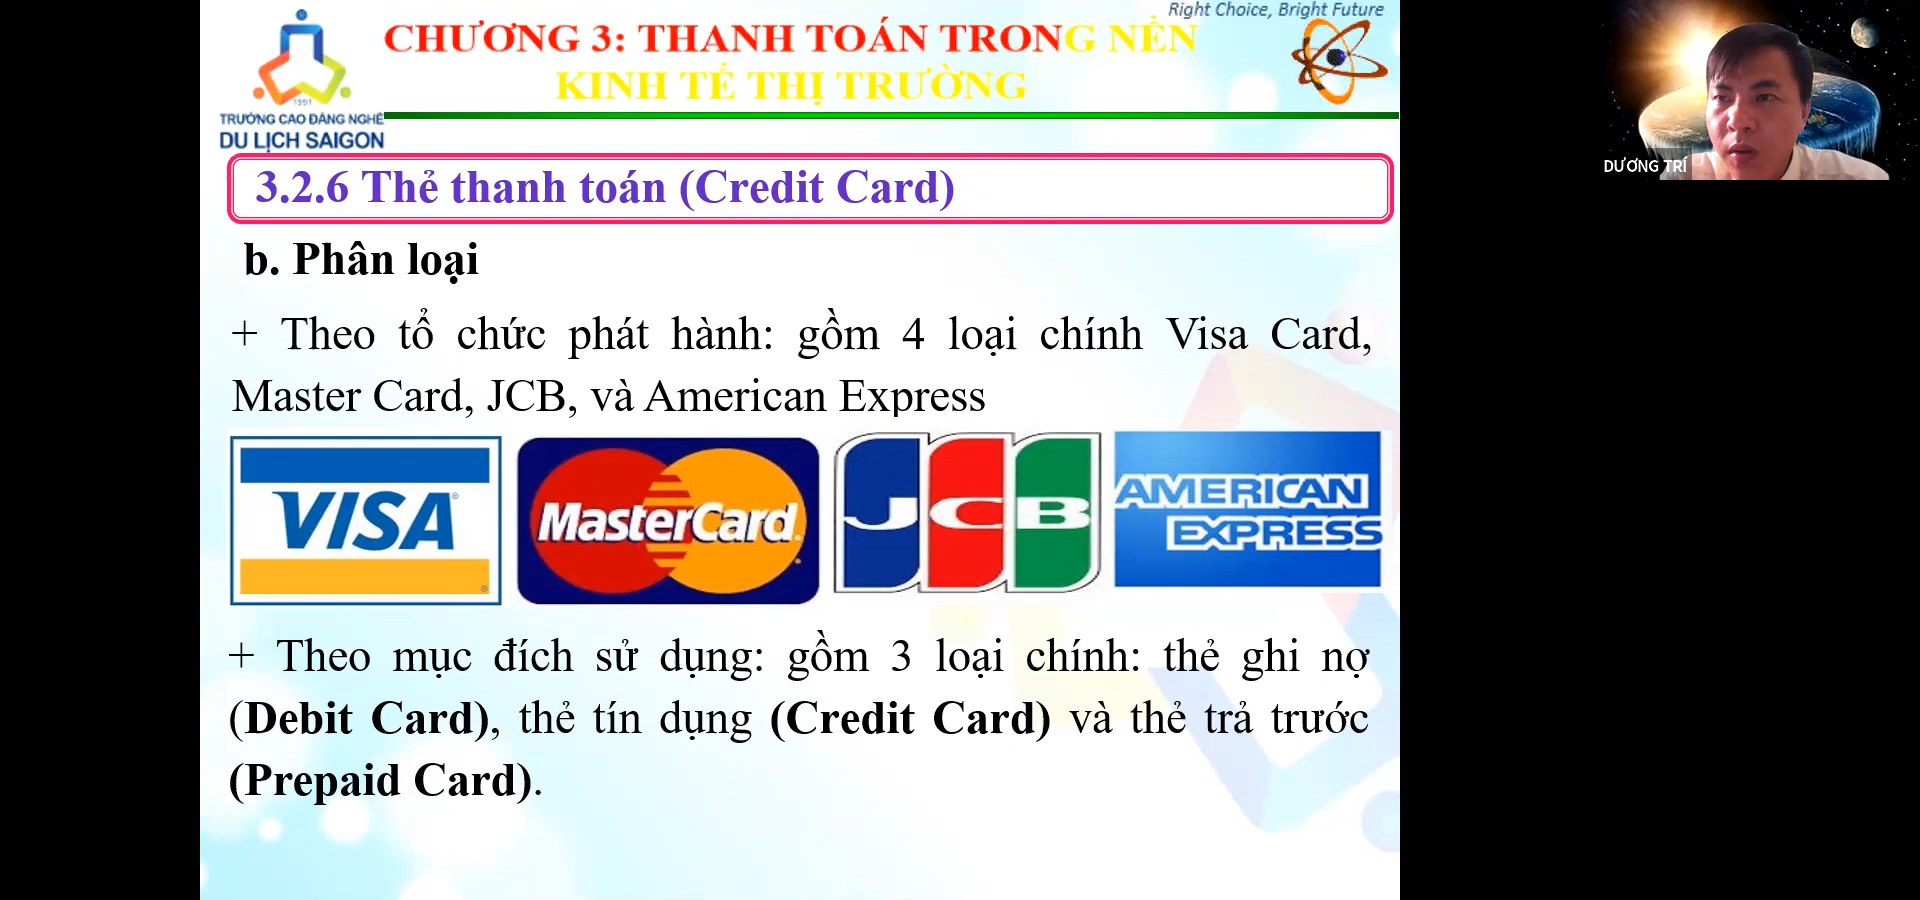 Right Choice, Bright Future
CHƯƠNG 3: THANH TOÁN TRONG NỀN
KINH TẾ THỊ TRƯỜNG
1991
TRƯỜNG CAO ĐẲNG NGHỀ
DU LỊCH SAIGON
DƯƠNG TRÍ
3.2.6 Thẻ thanh toán (Credit Card)
b. Phân loại
+ Theo tổ chức phát hành: gồm 4 loại chính Visa Card,
Master Card, JCB, và American Express
VISA
MasterCard
JCB
AMERICAN
EXPRESS
+ Theo mục đích sử dụng: gồm 3 loại chính: thẻ ghi nợ
(Debit Card), thẻ tín dụng (Credit Card) và thẻ trả trước
(Prepaid Card).